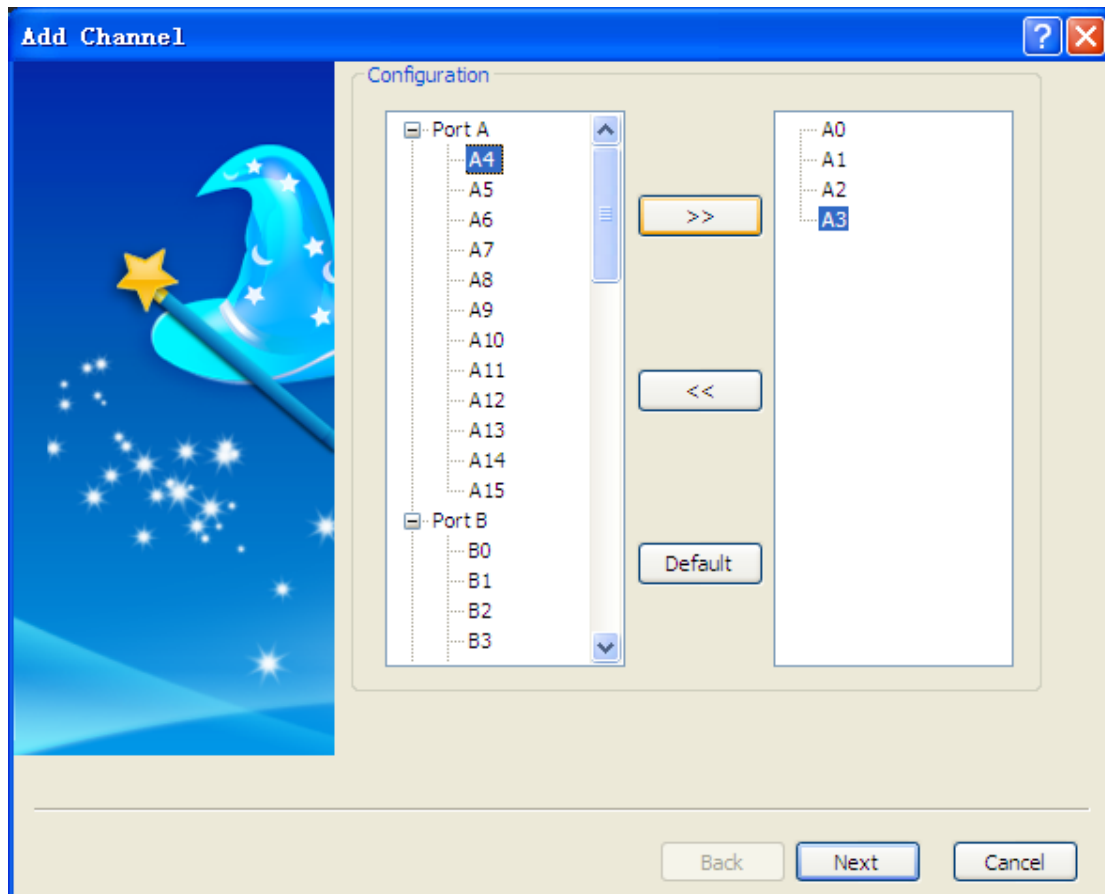 Add Channel
?
Configuration
Port A
A4
A5
A6
A7
A8
A9
A10
A11
A12
A13
A14
A15
Port B
B0
B1
B2
B3
>>
<<
Default
A0
A1
A2
A3
Back
Next
Cancel